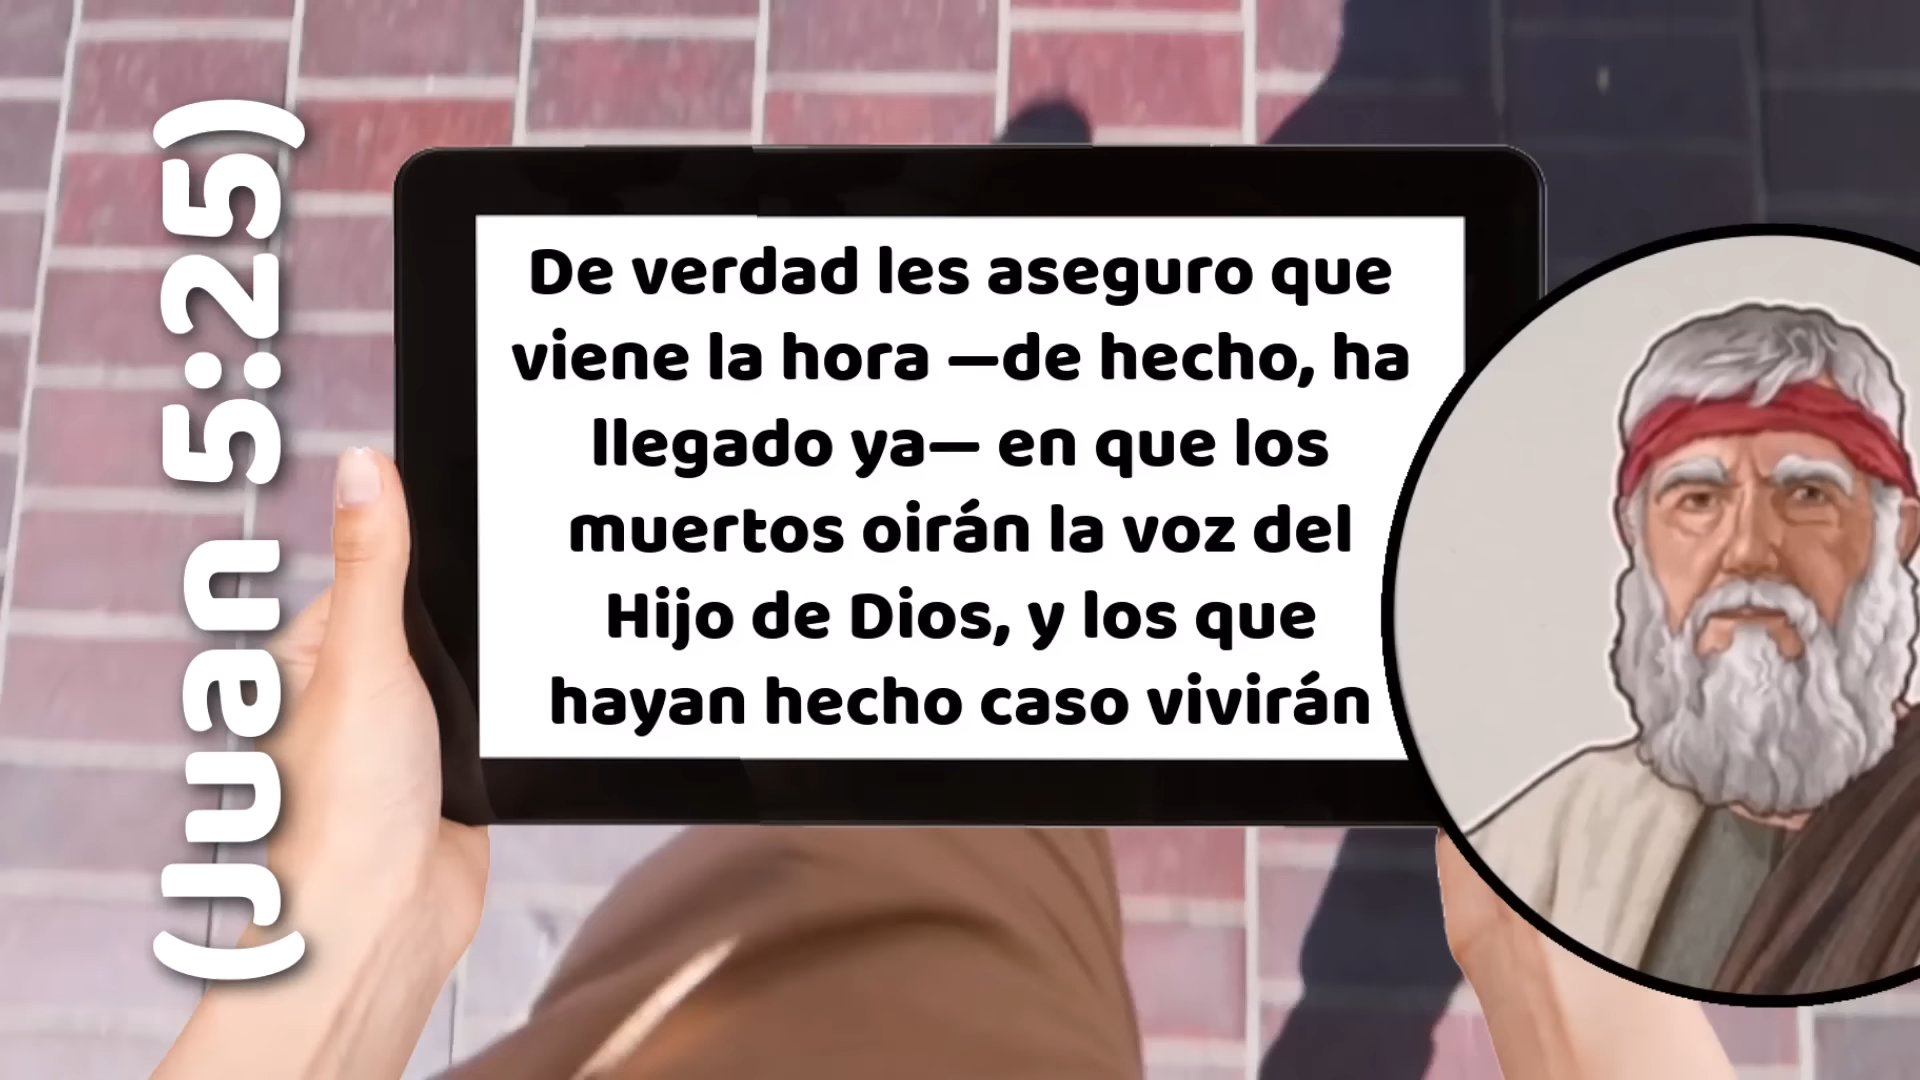 (Juan 5:25)
De verdad les aseguro que
viene la hora —de hecho, ha
llegado ya— en que los
muertos oirán la voz del
Hijo de Dios, y los que
hayan hecho caso vivirán